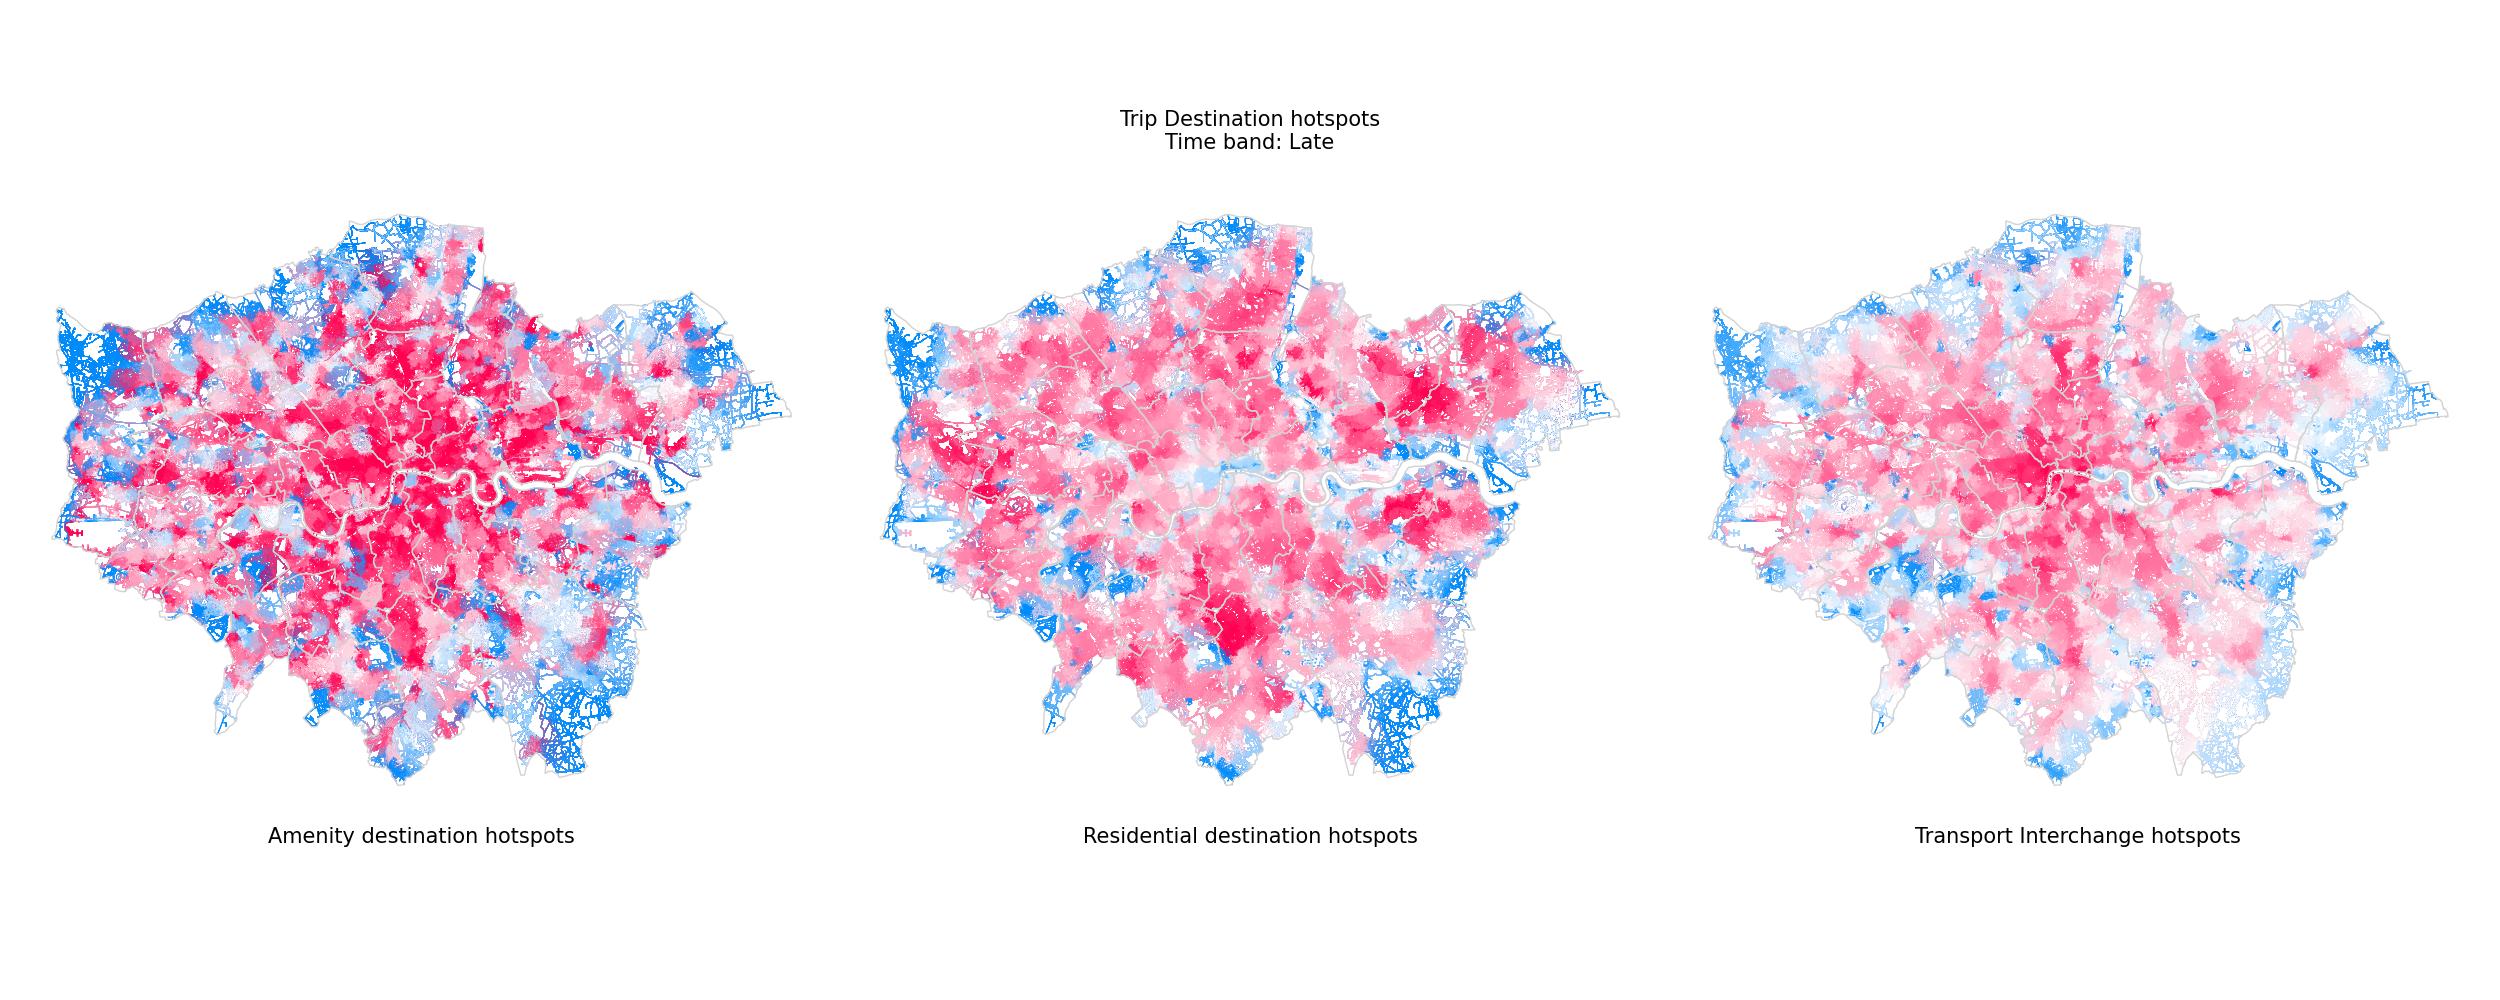 Trip Destination hotspots
Time band: Late
Amenity destination hotspots
Residential destination hotspots
Transport Interchange hotspots